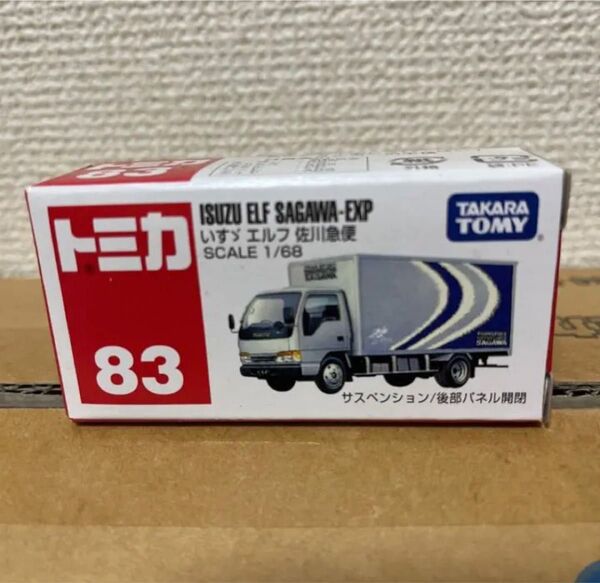 83
トミカ
83
ISUZU ELF SAGAWA-EXP
いすゞ エルフ 佐川急便
SCALE 1/68
TAKARA
TOMY
SAGAWA
SAGAWA
サスペンション/後部パネル開閉